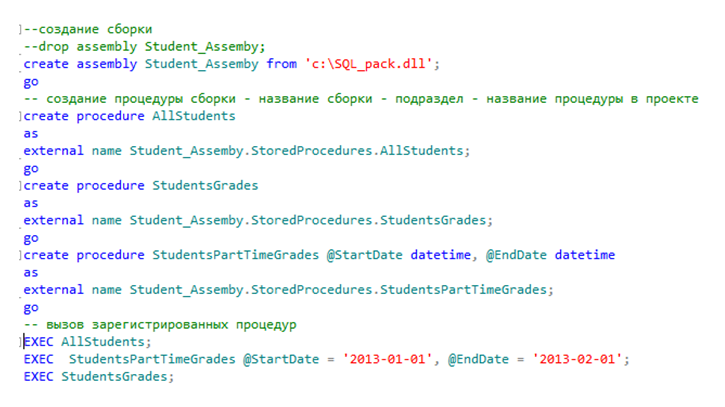 --создание сборки
--drop assembly Student_Assemby;
create assembly Student_Assemby from 'c:\SQL_pack.dll';
go
-- создание процедуры сборки - название сборки - подраздел - название процедуры в проекте
create procedure AllStudents
as
external name Student_Assemby.StoredProcedures.AllStudents;
go
create procedure StudentsGrades
as
external name Student_Assemby.StoredProcedures.StudentsGrades;
go
create procedure StudentsPartTimeGrades @StartDate datetime, @EndDate datetime
as
external name Student_Assemby.StoredProcedures.StudentsPartTimeGrades;
go
-- вызов зарегистрированных процедур
EXEC AllStudents;
EXEC  StudentsPartTimeGrades @StartDate = '2013-01-01', @EndDate = '2013-02-01';
EXEC StudentsGrades;